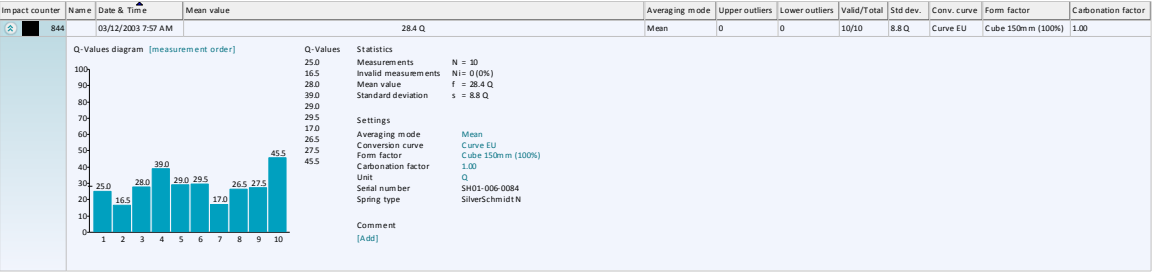 Impact counter Name Date & Time Mean value Averaging mode Upper outliers Lower outliers Valid/Total Std dev. Conv. curve Form factor Carbonation factor
844 03/12/2003 7:57 AM 28.4 Q Mean 0 0 10/10 8.8 Q Curve EU Cube 150mm (100%) 1.00
Q-Values diagram [measurement order]
100
90
80
70
60
50
40
30
20
10
0
25.0 16.5 28.0 39.0 29.0 29.5 17.0 26.5 27.5 45.5
1 2 3 4 5 6 7 8 9 10
Q-Values
25.0
16.5
28.0
39.0
29.0
29.5
17.0
26.5
27.5
45.5
Statistics
Measurements N = 10
Invalid measurements Ni= 0 (0%)
Mean value f = 28.4 Q
Standard deviation s = 8.8 Q
Settings
Averaging mode Mean
Conversion curve Curve EU
Form factor Cube 150mm (100%)
Carbonation factor 1.00
Unit Q
Serial number SH01-006-0084
Spring type SilverSchmidt N
Comment
[Add]